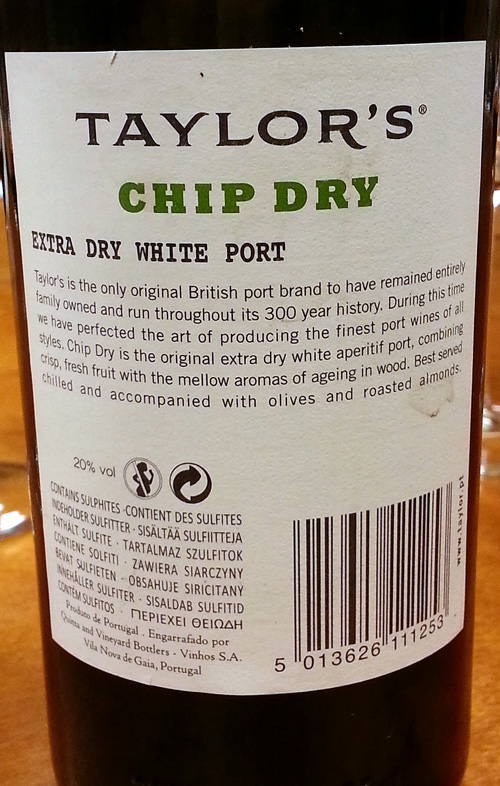 TAYLOR'S®
CHIP DRY
EXTRA DRY WHITE PORT
Taylor's is the only original British port brand to have remained entirely
family owned and run throughout its 300 year history. During this time
we have perfected the art of producing the finest port wines of all
styles. Chip Dry is the original extra dry white aperitif port, combining
crisp, fresh fruit with the mellow aromas of ageing in wood. Best served
chilled and accompanied with olives and roasted almonds.
20% vol
CONTAINS SULPHITES · CONTIENT DES SULFITES
INDEHOLDER SULFITTER · SISÄLTÄÄ SULFIITTEJA
ENTHÄLT SULFITE · TARTALMAZ SZULFITOK
CONTIENE SOLFITI · ZAWIERA SIARCZYNY
BEVAT SULFIETEN · OBSAHUJE SIRICITANY
INNEHÅLLER SULFITER · SISALDAB SULFITID
CONTÉM SULFITOS · ΠΕΡΙΕΧΕΙ ΘΕΙΩΔΗ
Produto de Portugal . Engarrafado por
Quinta and Vineyard Bottlers - Vinhos S.A.
Vila Nova de Gaia, Portugal
www.taylor.pt
5 013626 111253